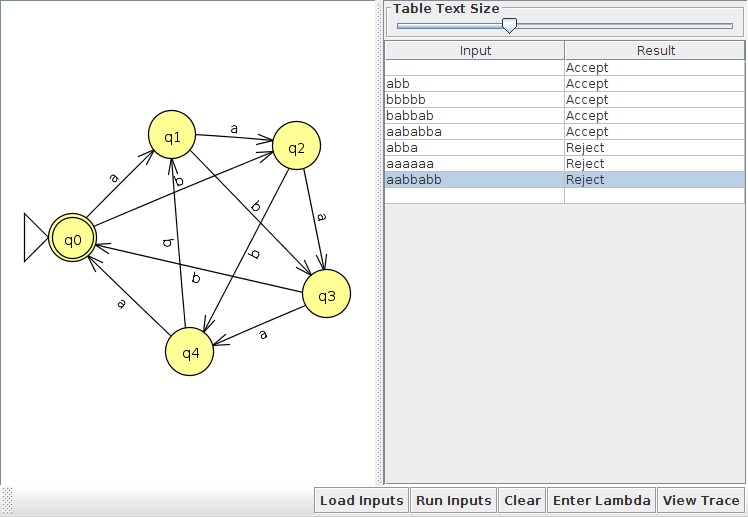 Table Text Size
Input Result
Accept
abb Accept
bbbbb Accept
babbab Accept
aababba Accept
abba Reject
aaaaaa Reject
aabbabb Reject
q1
a
q2
a
b
b
a
q0
b
b
b
q3
a
a
q4
Load Inputs Run Inputs Clear Enter Lambda View Trace